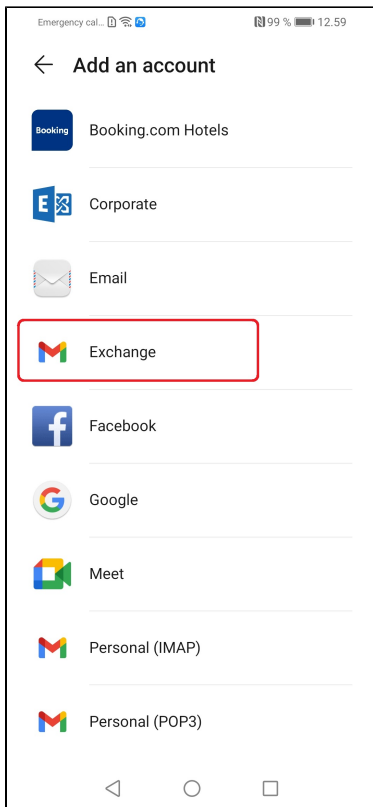 Emergency cal... 99 % 12.59
Add an account
Booking Booking.com Hotels
E Corporate
Email
Exchange
Facebook
Google
Meet
Personal (IMAP)
Personal (POP3)